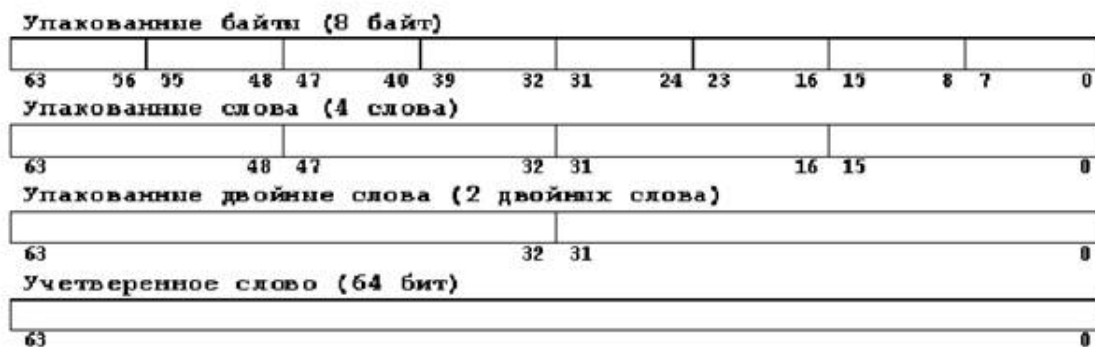 Упакованные байты (8 байт)
63 56 55 48 47 40 39 32 31 24 23 16 15 8 7 0
Упакованные слова (4 слова)
63 48 47 32 31 16 15 0
Упакованные двойные слова (2 двойных слова)
63 32 31 0
Учетверенное слово (64 бит)
63 0